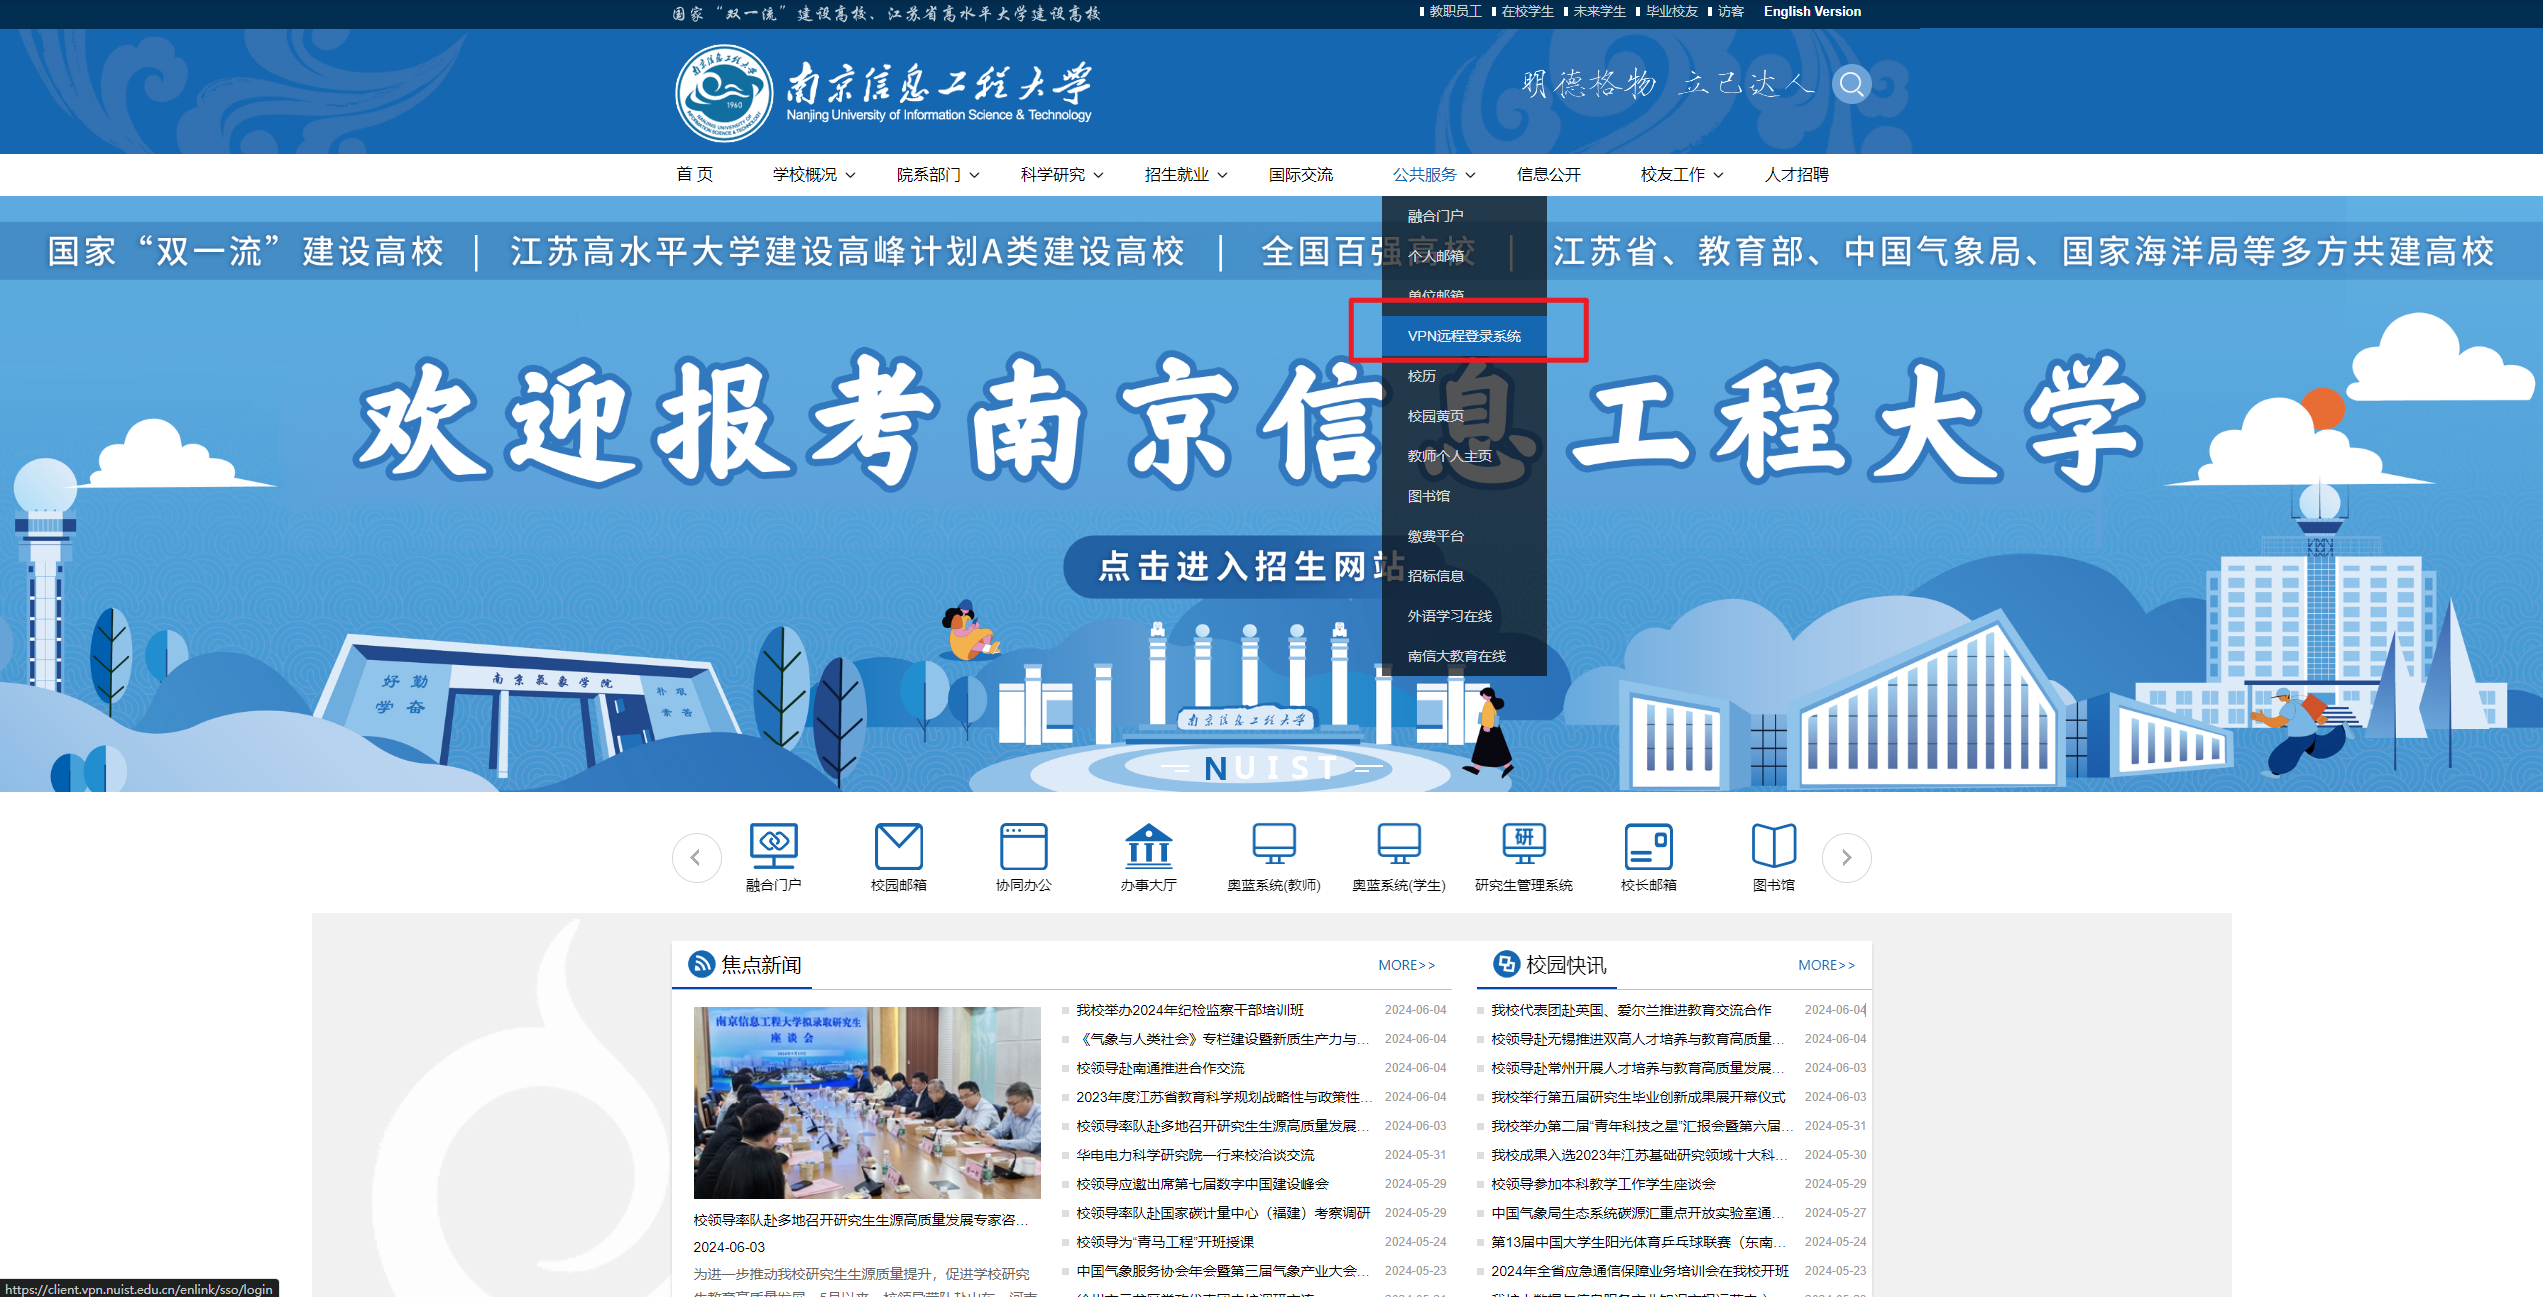 国家“双一流”建设高校、江苏省高水平大学建设高校
教职员工 在校学生 未来学生 毕业校友 访客 English Version
南京信息工程大学
Nanjing University of Information Science & Technology
1960
明德格物 立己达人
首 页 学校概况 院系部门 科学研究 招生就业 国际交流 公共服务 信息公开 校友工作 人才招聘
融合门户
个人邮箱
单位邮箱
VPN远程登录系统
校历
校园黄页
教师个人主页
图书馆
缴费平台
招标信息
外语学习在线
南信大教育在线
国家“双一流”建设高校 | 江苏高水平大学建设高峰计划A类建设高校 | 全国百强高校 | 江苏省、教育部、中国气象局、国家海洋局等多方共建高校
欢迎报考南京信息工程大学
点击进入招生网站
好勤
学奋
南京氣象学院
南京信息工程大学
NUIST
融合门户 校园邮箱 协同办公 办事大厅 奥蓝系统(教师) 奥蓝系统(学生) 研究生管理系统 校长邮箱 图书馆
研
焦点新闻 MORE>>
南京信息工程大学拟录取研究生
座谈会
校领导率队赴多地召开研究生生源高质量发展专家咨...
2024-06-03
为进一步推动我校研究生生源质量提升，促进学校研究
我校举办2024年纪检监察干部培训班 2024-06-04
《气象与人类社会》专栏建设暨新质生产力与... 2024-06-04
校领导赴南通推进合作交流 2024-06-04
2023年度江苏省教育科学规划战略性与政策性... 2024-06-04
校领导率队赴多地召开研究生生源高质量发展... 2024-06-03
华电电力科学研究院一行来校洽谈交流 2024-05-31
校领导应邀出席第七届数字中国建设峰会 2024-05-29
校领导率队赴国家碳计量中心（福建）考察调研 2024-05-29
校领导为“青马工程”开班授课 2024-05-24
中国气象服务协会年会暨第三届气象产业大会... 2024-05-23
校园快讯 MORE>>
我校代表团赴英国、爱尔兰推进教育交流合作 2024-06-04
校领导赴无锡推进双高人才培养与教育高质量... 2024-06-04
校领导赴常州开展人才培养与教育高质量发展... 2024-06-03
我校举行第五届研究生毕业创新成果展开幕仪式 2024-06-03
我校举办第二届“青年科技之星”汇报会暨第六届... 2024-05-31
我校成果入选2023年江苏基础研究领域十大科... 2024-05-30
校领导参加本科教学工作学生座谈会 2024-05-29
中国气象局生态系统碳源汇重点开放实验室通... 2024-05-27
第13届中国大学生阳光体育乒乓球联赛（东南... 2024-05-24
2024年全省应急通信保障业务培训会在我校开班 2024-05-23
https://client.vpn.nuist.edu.cn/enlink/sso/login